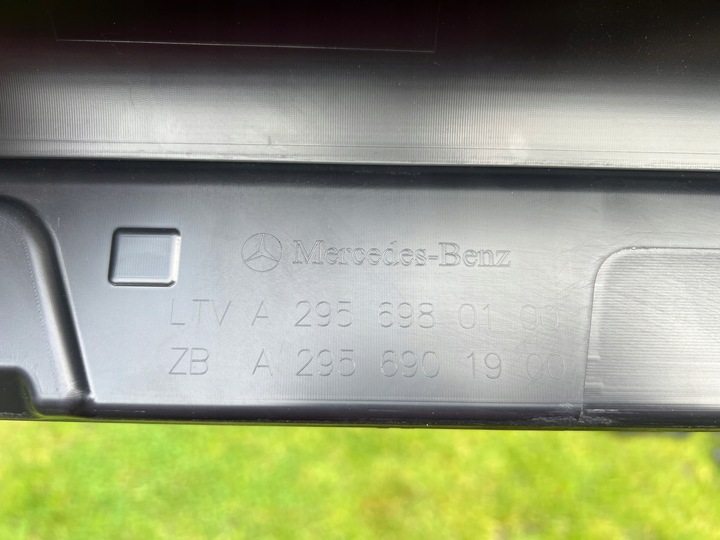 Mercedes-Benz
LTV A 295 698 01 00
ZB A 295 690 19 00